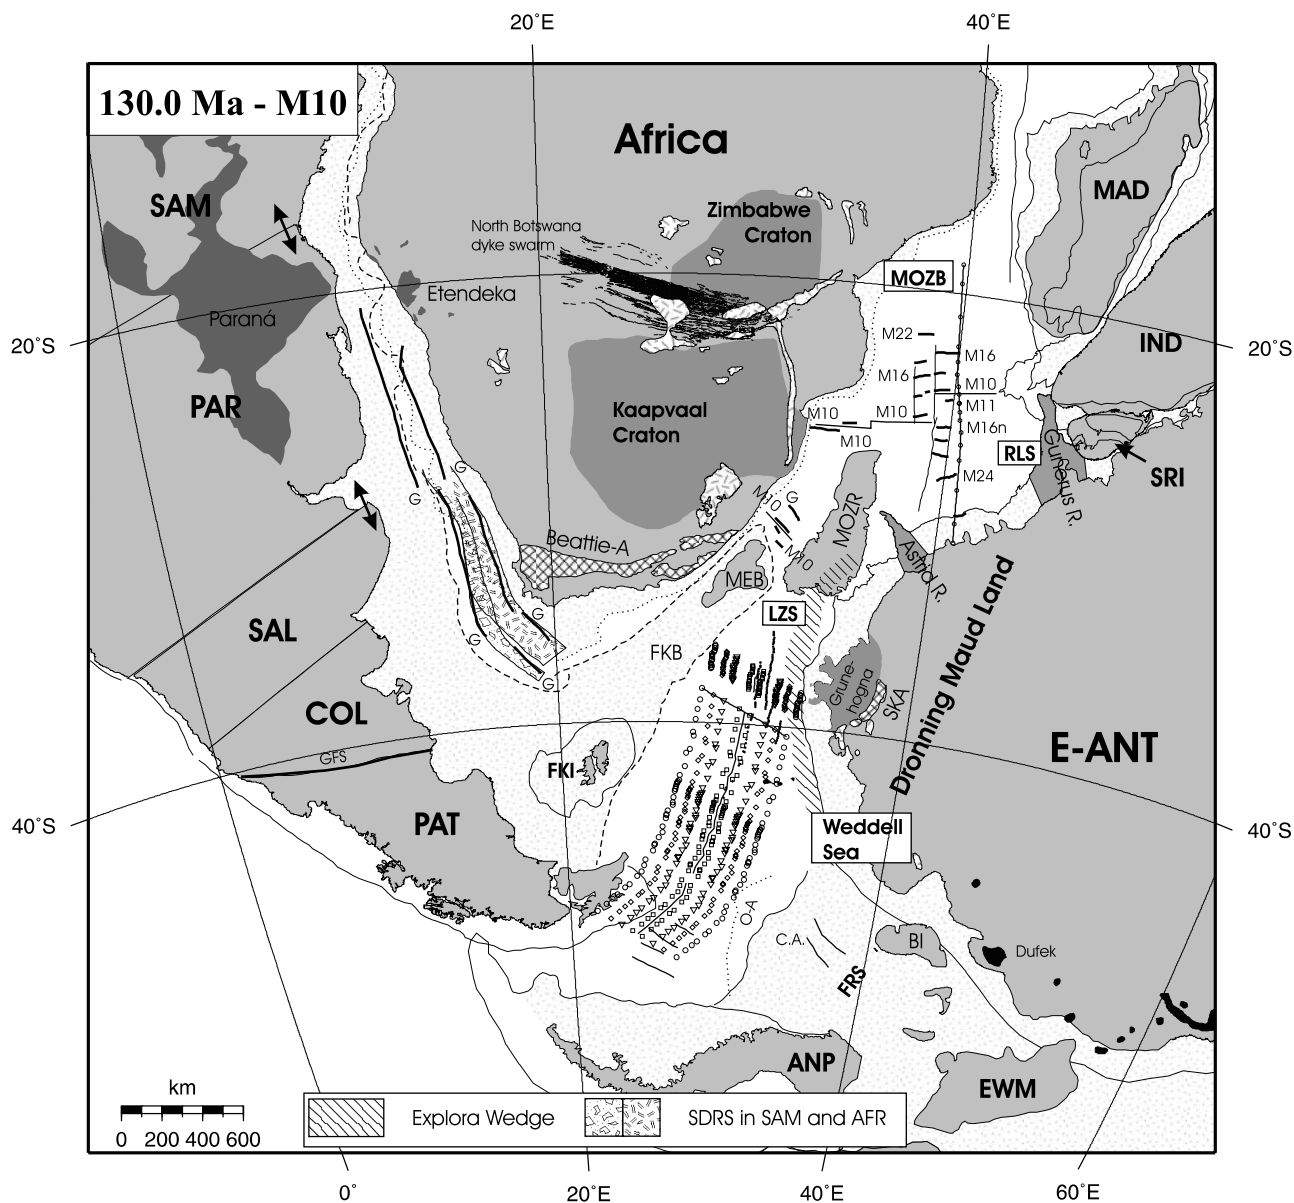 20°E
40°E
130.0 Ma - M10
Africa
MAD
SAM
Zimbabwe
Craton
North Botswana
dyke swarm
MOZB
Etendeka
Paraná
M22
20°S
IND
20°S
M16
M16
M10
PAR
Kaapvaal
Craton
M10
M10
M11
M16n
M10
RLS
Gunnerus R.
G
M24
SRI
G
M10
G
MOZR
Beattie-A
M10
Astrid R.
MEB
LZS
G
SAL
G
FKB
Grune-
hogna
SKA
Dronning Maud Land
G
COL
E-ANT
GFS
FKI
40°S
PAT
Weddell
Sea
40°S
O-A
C.A.
BI
Dufek
FRS
ANP
EWM
km
0 200 400 600
Explora Wedge
SDRS in SAM and AFR
0°
20°E
40°E
60°E